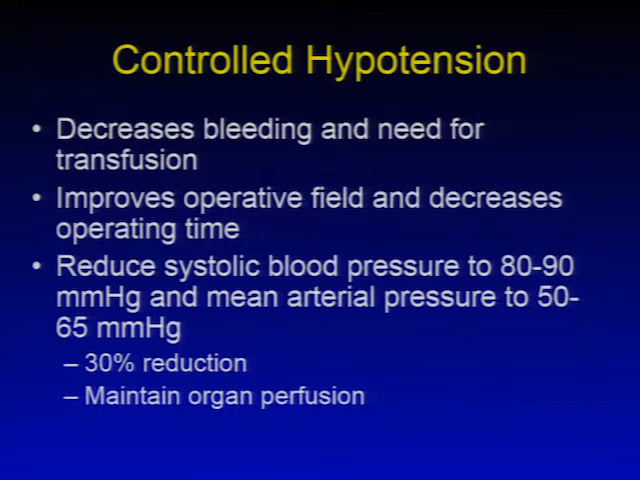 Controlled Hypotension
• Decreases bleeding and need for
transfusion
• Improves operative field and decreases
operating time
• Reduce systolic blood pressure to 80-90
mmHg and mean arterial pressure to 50-
65 mmHg
– 30% reduction
– Maintain organ perfusion